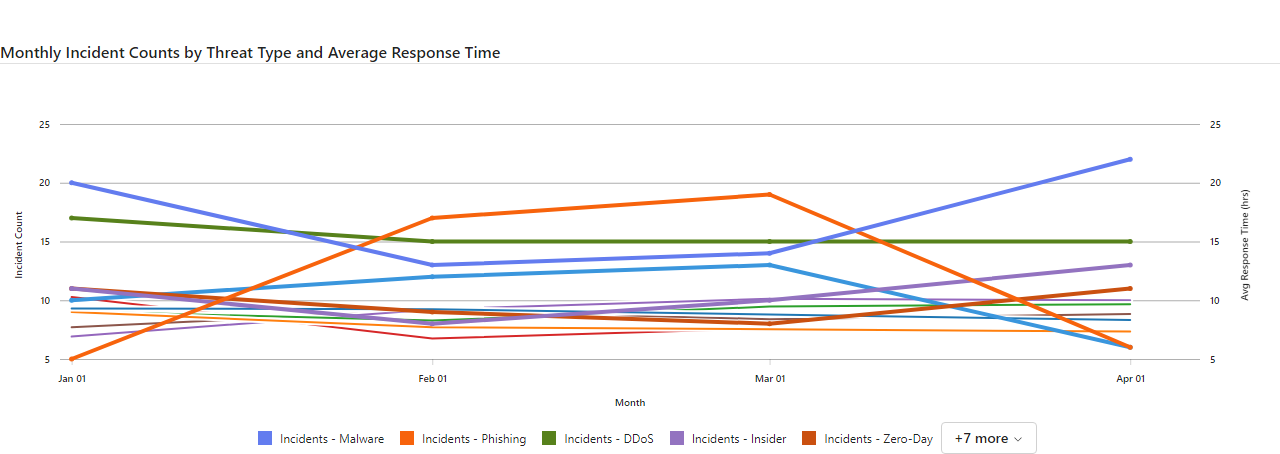 Monthly Incident Counts by Threat Type and Average Response Time
25
20
15
10
5
Incident Count
25
20
15
10
5
Avg Response Time (hrs)
Jan 01
Feb 01
Mar 01
Apr 01
Month
Incidents - Malware
Incidents - Phishing
Incidents - DDoS
Incidents - Insider
Incidents - Zero-Day
+7 more